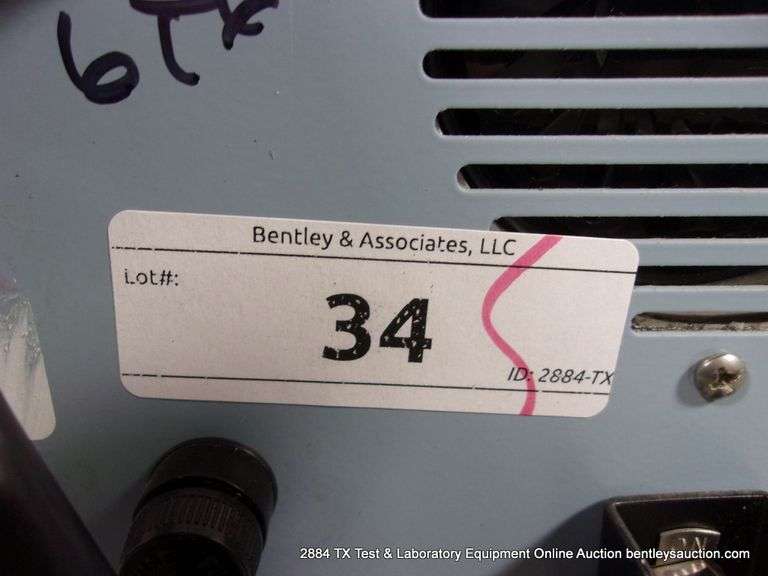 Bentley & Associates, LLC
Lot#:
34
ID: 2884-TX
2884 TX Test & Laboratory Equipment Online Auction bentleysauction.com